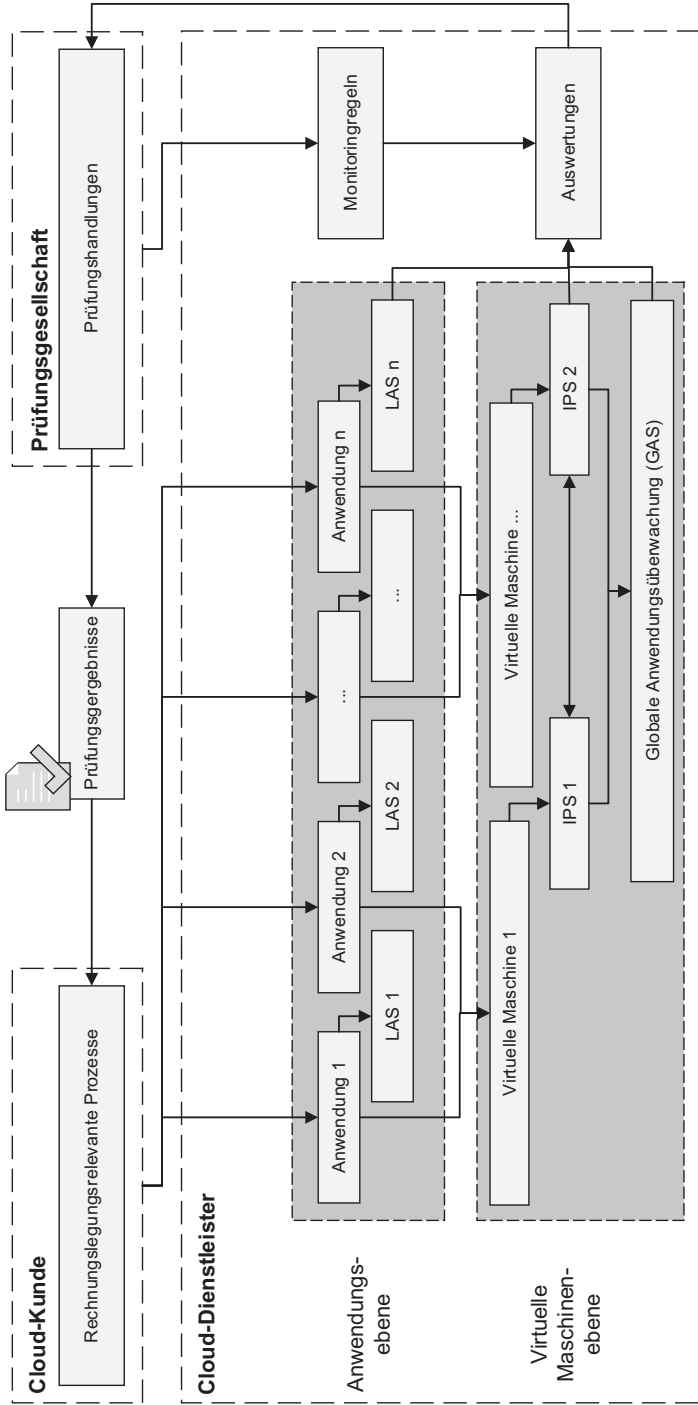 Cloud-Kunde
Rechnungslegungsrelevante Prozesse
Prüfungsgergebnisse
Prüfungsgesellschaft
Prüfungshandlungen
Cloud-Dienstleister
Anwendungs-
ebene
Anwendung 1
LAS 1
Anwendung 2
LAS 2
...
...
Anwendung n
LAS n
Monitoringregeln
Virtuelle
Maschinen-
ebene
Virtuelle Maschine 1
IPS 1
Virtuelle Maschine ...
IPS 2
Globale Anwendungsüberwachung (GAS)
Auswertungen